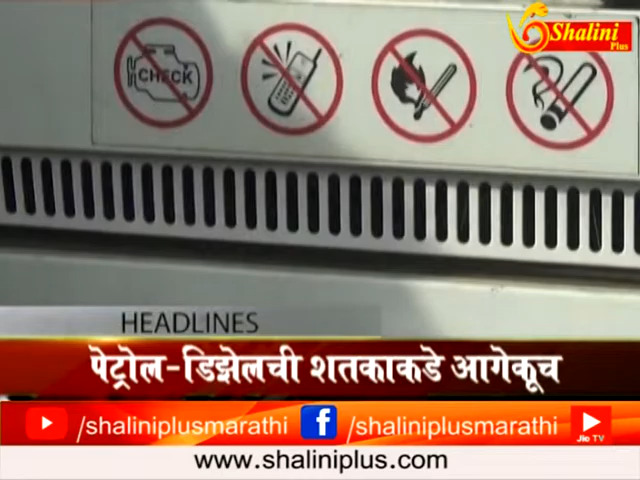 Shalini
Plus
CHECK
HEADLINES
पेट्रोल-डिझेलची शतकाकडे आगेकूच
/shaliniplusmarathi
/shaliniplusmarathi
Jio TV
www.shaliniplus.com